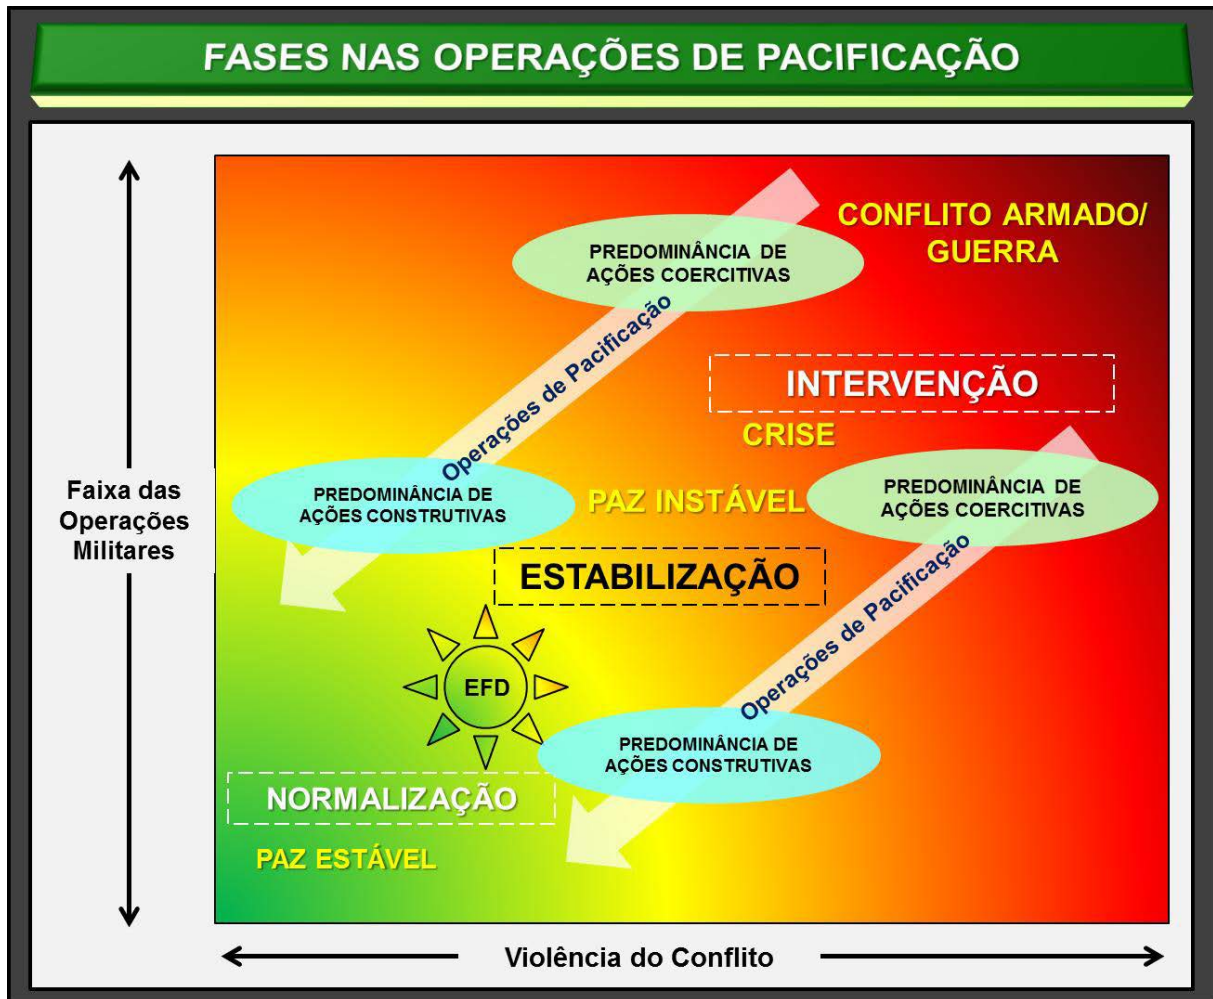 FASES NAS OPERAÇÕES DE PACIFICAÇÃO
CONFLITO ARMADO/
GUERRA
PREDOMINÂNCIA DE
AÇÕES COERCITIVAS
Operações de Pacificação
INTERVENÇÃO
CRISE
Faixa das
Operações
Militares
PREDOMINÂNCIA DE
AÇÕES CONSTRUTIVAS
PAZ INSTÁVEL
PREDOMINÂNCIA DE
AÇÕES COERCITIVAS
ESTABILIZAÇÃO
Operações de Pacificação
EFD
PREDOMINÂNCIA DE
AÇÕES CONSTRUTIVAS
NORMALIZAÇÃO
PAZ ESTÁVEL
Violência do Conflito